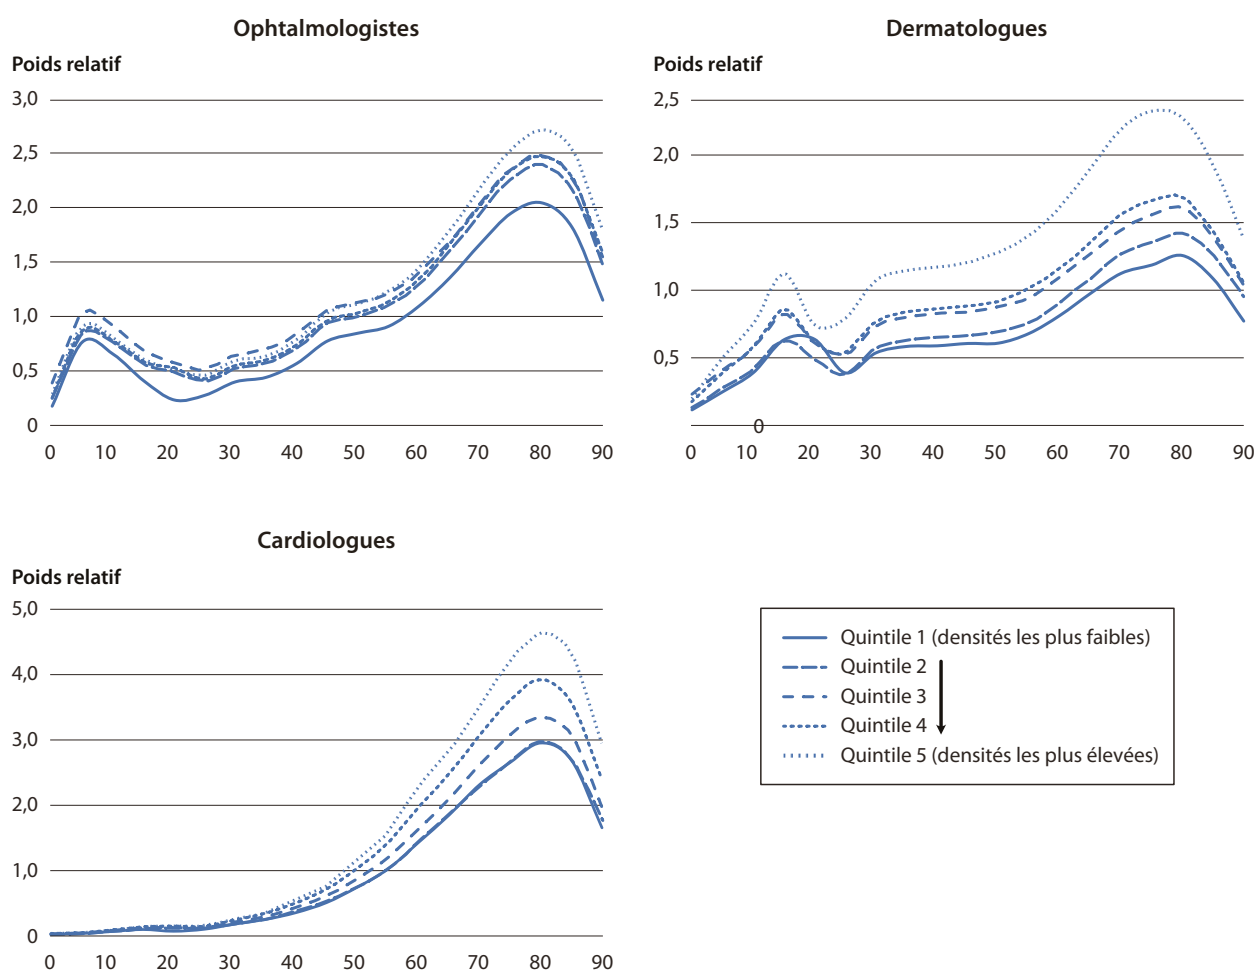 Ophtalmologistes
Poids relatif
3,0
2,5
2,0
1,5
1,0
0,5
0
0 10 20 30 40 50 60 70 80 90
Dermatologues
Poids relatif
2,5
2,0
1,5
1,0
0,5
0
0 10 20 30 40 50 60 70 80 90
Cardiologues
Poids relatif
5,0
4,0
3,0
2,0
1,0
0
0 10 20 30 40 50 60 70 80 90
Quintile 1 (densités les plus faibles)
Quintile 2
Quintile 3
Quintile 4
Quintile 5 (densités les plus élevées)